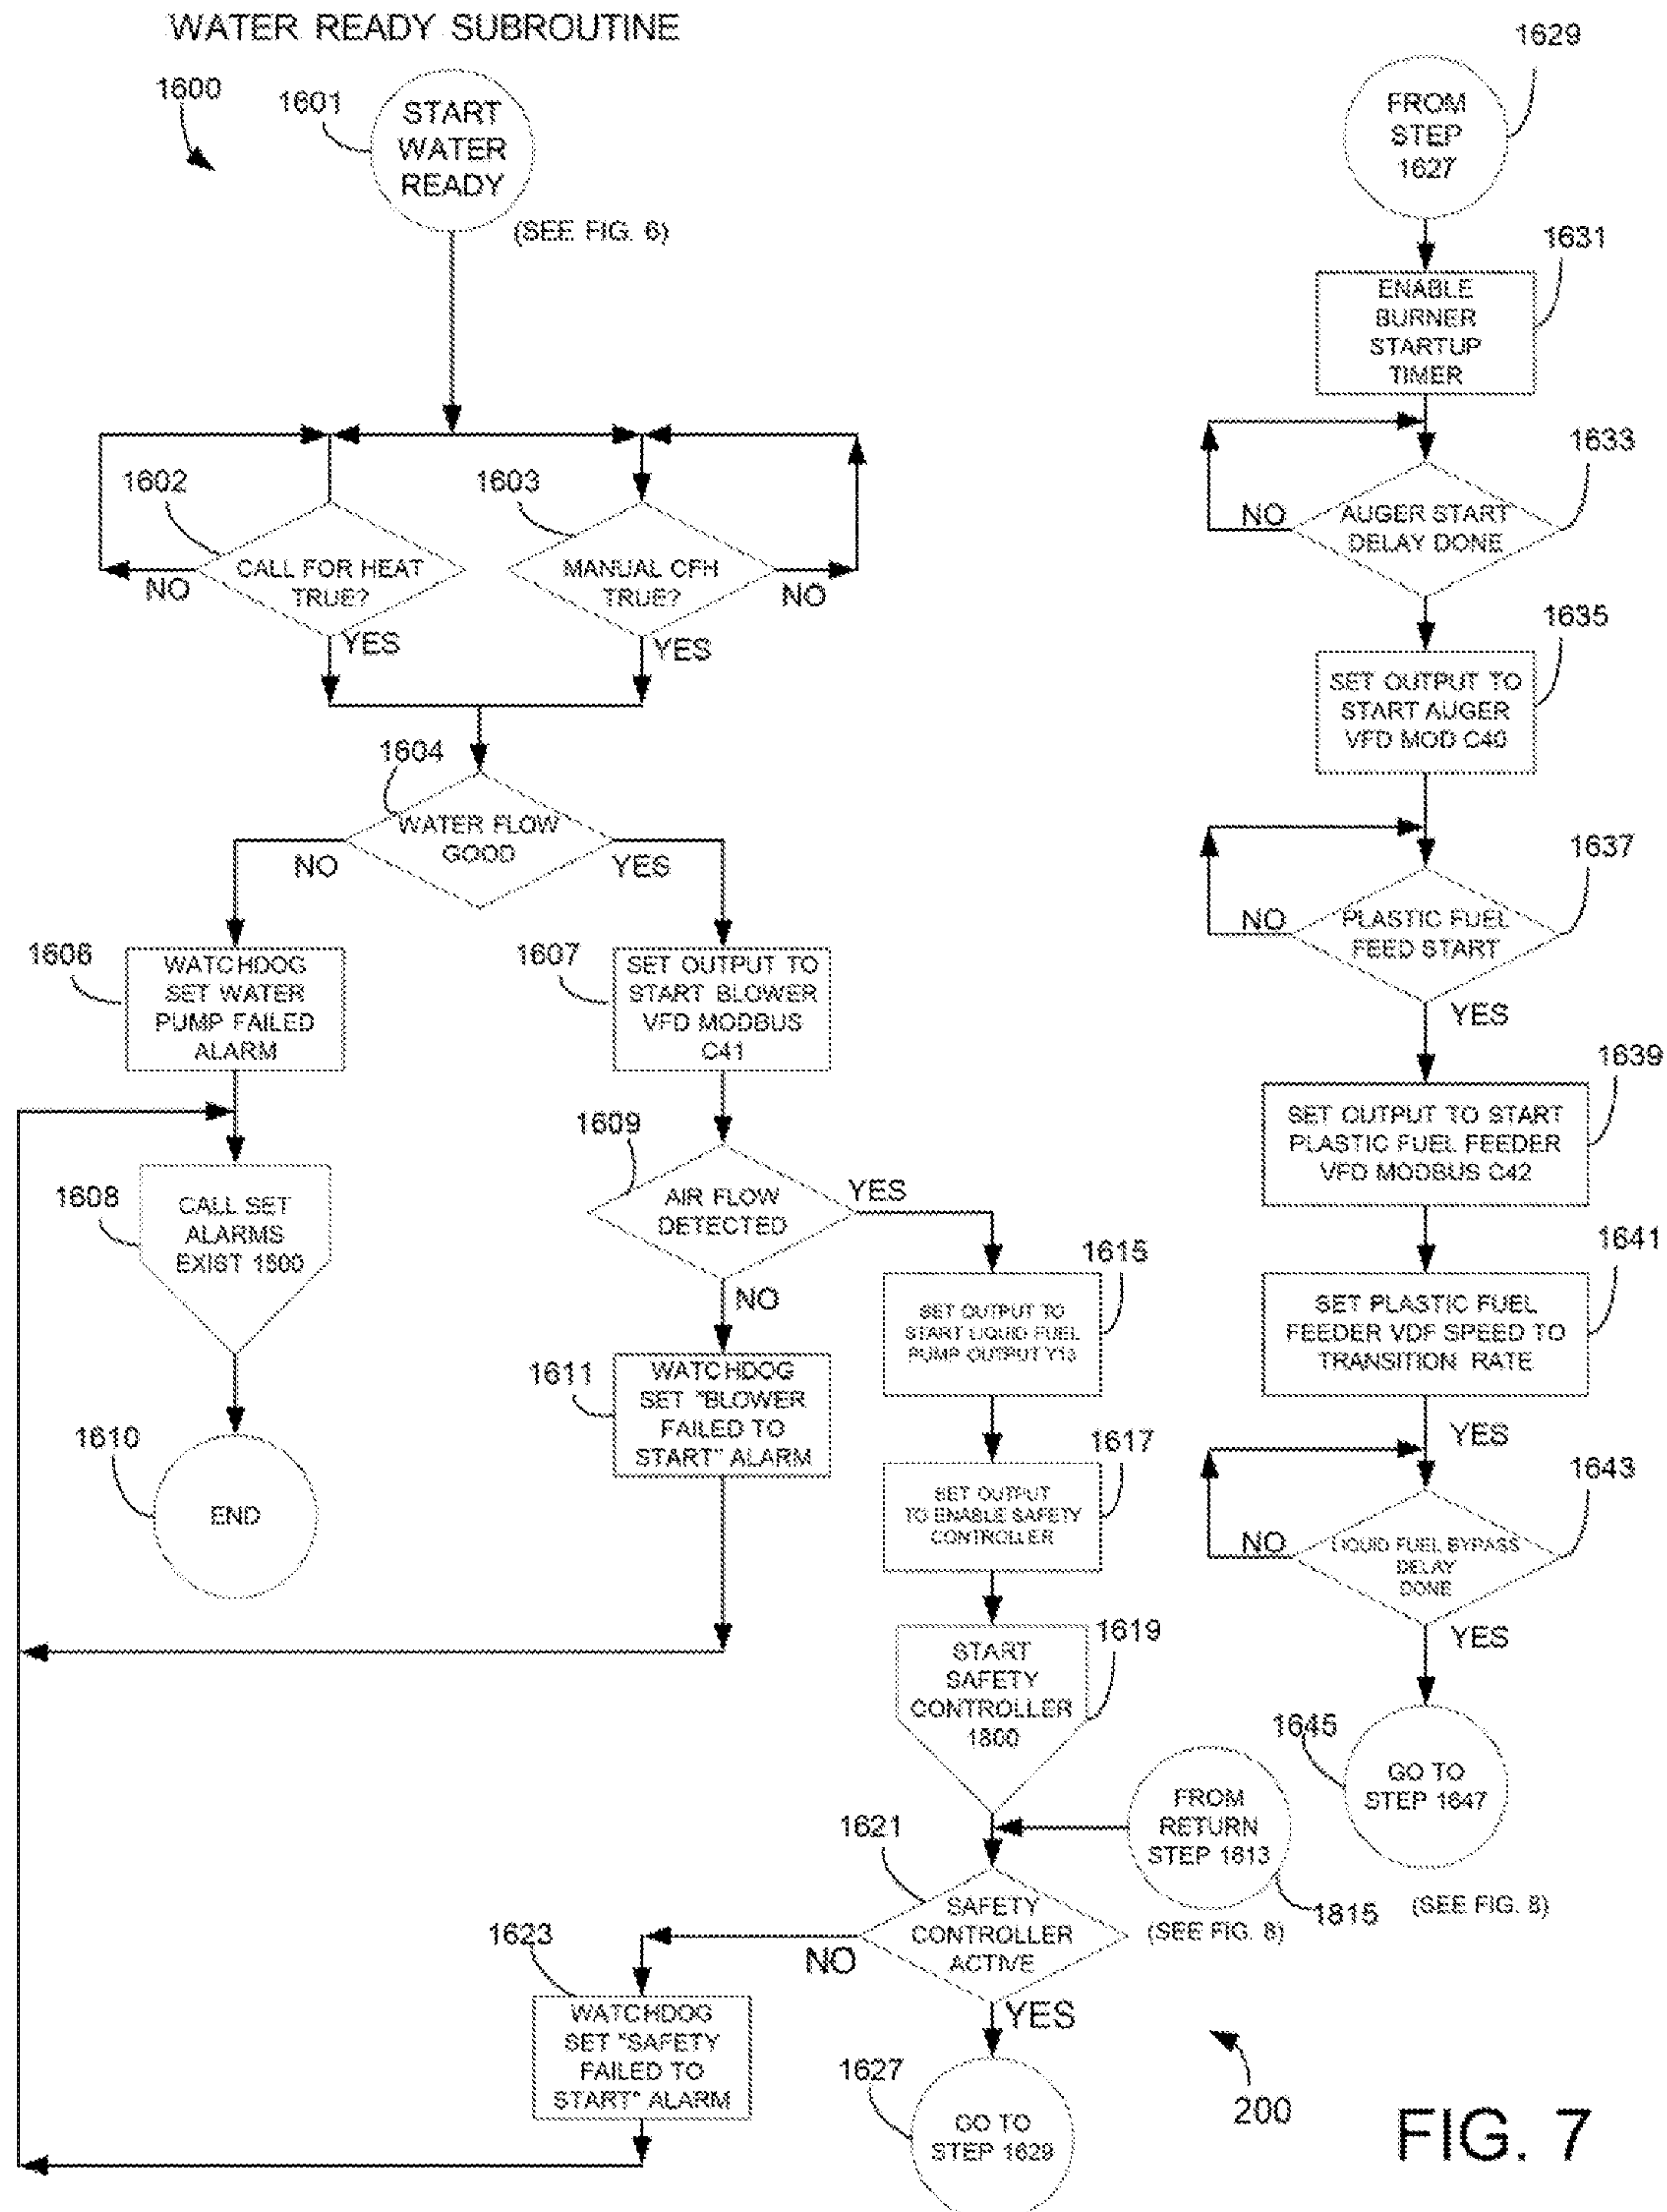 WATER READY SUBROUTINE
1600
1601
START
WATER
READY
(SEE FIG. 6)
1602
CALL FOR HEAT
TRUE?
NO
YES
1603
MANUAL CFH
TRUE?
NO
YES
1604
WATER FLOW
GOOD
NO
YES
1606
WATCHDOG
SET WATER
PUMP FAILED
ALARM
1607
SET OUTPUT TO
START BLOWER
VFD MODBUS
C41
1608
CALL SET
ALARMS
EXIST 1500
1609
AIR FLOW
DETECTED
YES
NO
1610
END
1611
WATCHDOG
SET "BLOWER
FAILED TO
START" ALARM
1615
SET OUTPUT TO
START LIQUID FUEL
PUMP OUTPUT Y13
1617
SET OUTPUT
TO ENABLE SAFETY
CONTROLLER
1619
START
SAFETY
CONTROLLER
1800
FROM
RETURN
STEP 1813
1815
(SEE FIG. 8)
1621
SAFETY
CONTROLLER
ACTIVE
NO
YES
1623
WATCHDOG
SET "SAFETY
FAILED TO
START" ALARM
1627
GO TO
STEP 1629
1629
FROM
STEP
1627
1631
ENABLE
BURNER
STARTUP
TIMER
1633
AUGER START
DELAY DONE
NO
1635
SET OUTPUT TO
START AUGER
VFD MOD C40
1637
PLASTIC FUEL
FEED START
NO
YES
1639
SET OUTPUT TO START
PLASTIC FUEL FEEDER
VFD MODBUS C42
1641
SET PLASTIC FUEL
FEEDER VDF SPEED TO
TRANSITION RATE
YES
1643
LIQUID FUEL BYPASS
DELAY
DONE
NO
YES
1645
GO TO
STEP 1647
(SEE FIG. 8)
200
FIG. 7